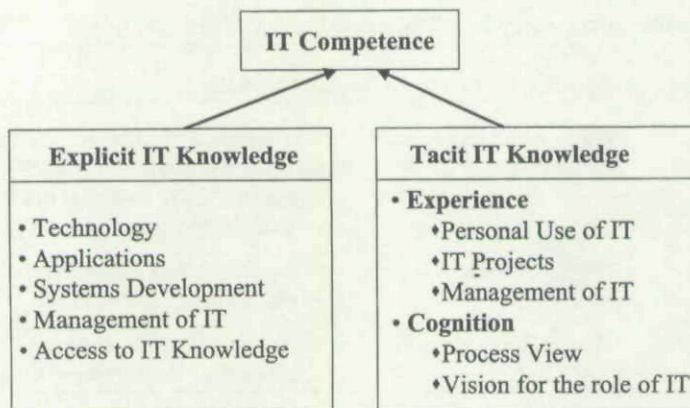 IT Competence
Explicit IT Knowledge
• Technology
• Applications
• Systems Development
• Management of IT
• Access to IT Knowledge
Tacit IT Knowledge
• Experience
♦Personal Use of IT
♦IT Projects
♦Management of IT
• Cognition
♦Process View
♦Vision for the role of IT